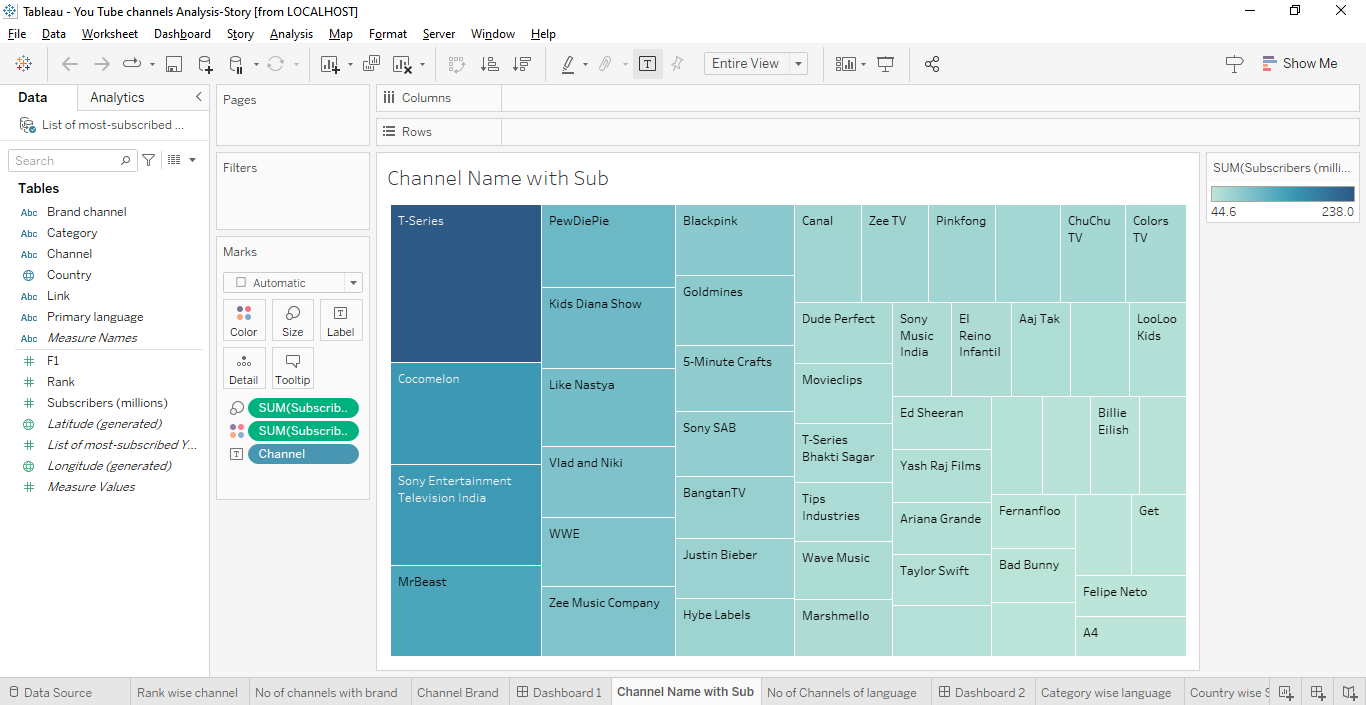 Tableau - You Tube channels Analysis-Story [from LOCALHOST]
File Data Worksheet Dashboard Story Analysis Map Format Server Window Help
Entire View
Show Me
Data Analytics
List of most-subscribed ...
Search
Tables
Abc Brand channel
Abc Category
Abc Channel
Country
Abc Link
Abc Primary language
Abc Measure Names
# F1
# Rank
# Subscribers (millions)
Latitude (generated)
# List of most-subscribed Y...
Longitude (generated)
# Measure Values
Pages
Filters
Marks
Automatic
Color Size Label
Detail Tooltip
SUM(Subscrib..
SUM(Subscrib..
Channel
Columns
Rows
Channel Name with Sub
T-Series
Cocomelon
Sony Entertainment
Television India
MrBeast
PewDiePie
Kids Diana Show
Like Nastya
Vlad and Niki
WWE
Zee Music Company
Blackpink
Goldmines
5-Minute Crafts
Sony SAB
BangtanTV
Justin Bieber
Hybe Labels
Canal
Zee TV
Pinkfong
ChuChu
TV
Colors
TV
Dude Perfect
Movieclips
T-Series
Bhakti Sagar
Tips
Industries
Wave Music
Marshmello
Sony
Music
India
El
Reino
Infantil
Aaj Tak
LooLoo
Kids
Ed Sheeran
Yash Raj Films
Ariana Grande
Taylor Swift
Billie
Eilish
Fernanfloo
Bad Bunny
Get
Felipe Neto
A4
SUM(Subscribers (milli...
44.6 238.0
Data Source
Rank wise channel
No of channels with brand
Channel Brand
Dashboard 1
Channel Name with Sub
No of Channels of language
Dashboard 2
Category wise language
Country wise S